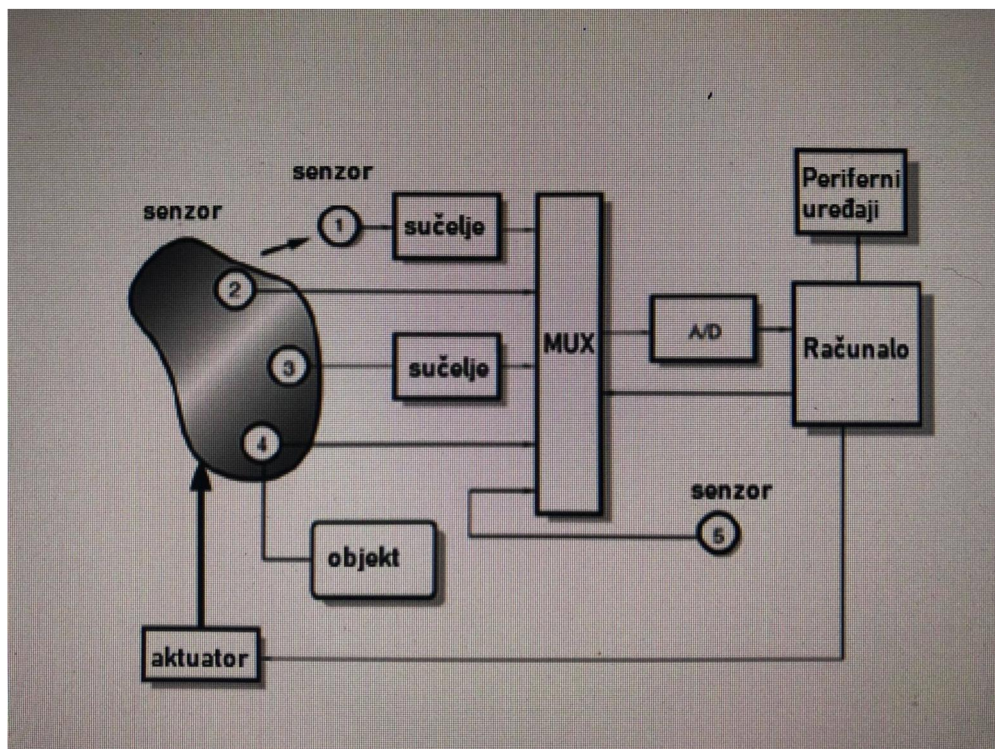 senzor
senzor
1
sučelje
2
3
sučelje
4
MUX
A/D
Periferni
uređaji
Računalo
senzor
5
objekt
aktuator